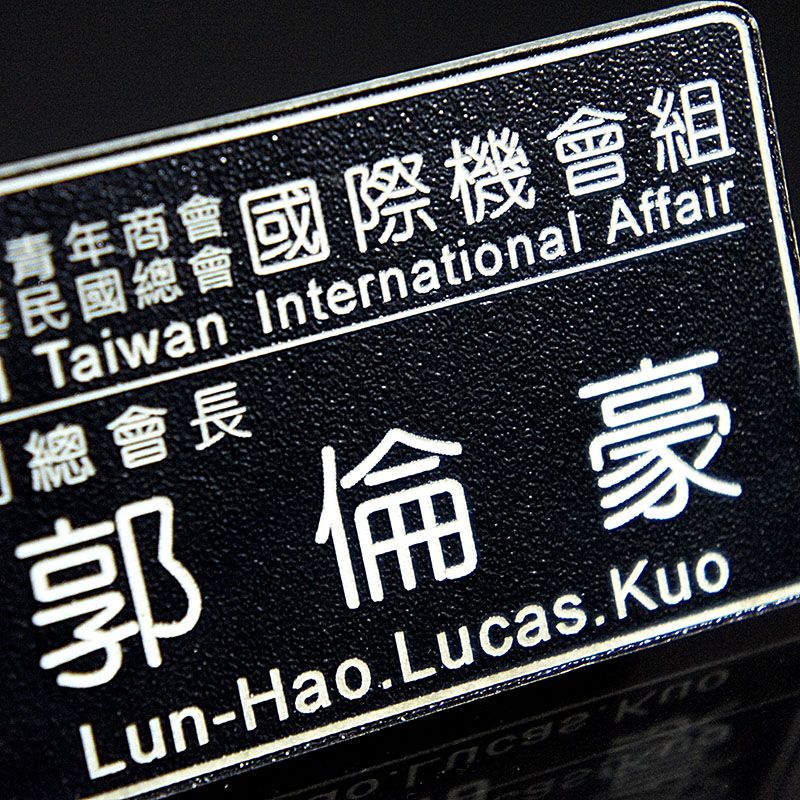 青年商會
民國總會
國際機會組
Taiwan International Affair
總會長
郭倫豪
Lun-Hao.Lucas.Kuo